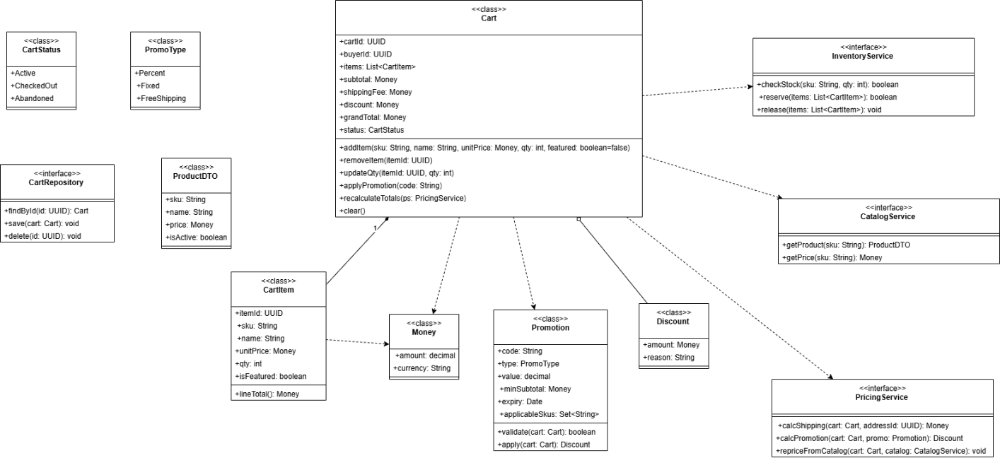 <<class>>
Cart
+cartId: UUID
+buyerId: UUID
+items: List<CartItem>
+subtotal: Money
+shippingFee: Money
+discount: Money
+grandTotal: Money
+status: CartStatus
+addItem(sku: String, name: String, unitPrice: Money, qty: int, featured: boolean=false)
+removeItem(itemId: UUID)
+updateQty(itemId: UUID, qty: int)
+applyPromotion(code: String)
+recalculateTotals(ps: PricingService)
+clear()
<<class>>
CartStatus
+Active
+CheckedOut
+Abandoned
<<class>>
PromoType
+Percent
+Fixed
+FreeShipping
<<interface>>
InventoryService
+checkStock(sku: String, qty: int): boolean
+reserve(items: List<CartItem>): boolean
+release(items: List<CartItem>): void
<<interface>>
CartRepository
+findById(id: UUID): Cart
+save(cart: Cart): void
+delete(id: UUID): void
<<class>>
ProductDTO
+sku: String
+name: String
+price: Money
+isActive: boolean
<<interface>>
CatalogService
+getProduct(sku: String): ProductDTO
+getPrice(sku: String): Money
1
<<class>>
CartItem
+itemId: UUID
+sku: String
+name: String
+unitPrice: Money
+qty: int
+isFeatured: boolean
+lineTotal(): Money
<<class>>
Money
+amount: decimal
+currency: String
<<class>>
Promotion
+code: String
+type: PromoType
+value: decimal
+minSubtotal: Money
+expiry: Date
+applicableSkus: Set<String>
+validate(cart: Cart): boolean
+apply(cart: Cart): Discount
<<class>>
Discount
+amount: Money
+reason: String
<<interface>>
PricingService
+calcShipping(cart: Cart, addressId: UUID): Money
+calcPromotion(cart: Cart, promo: Promotion): Discount
+repriceFromCatalog(cart: Cart, catalog: CatalogService): void